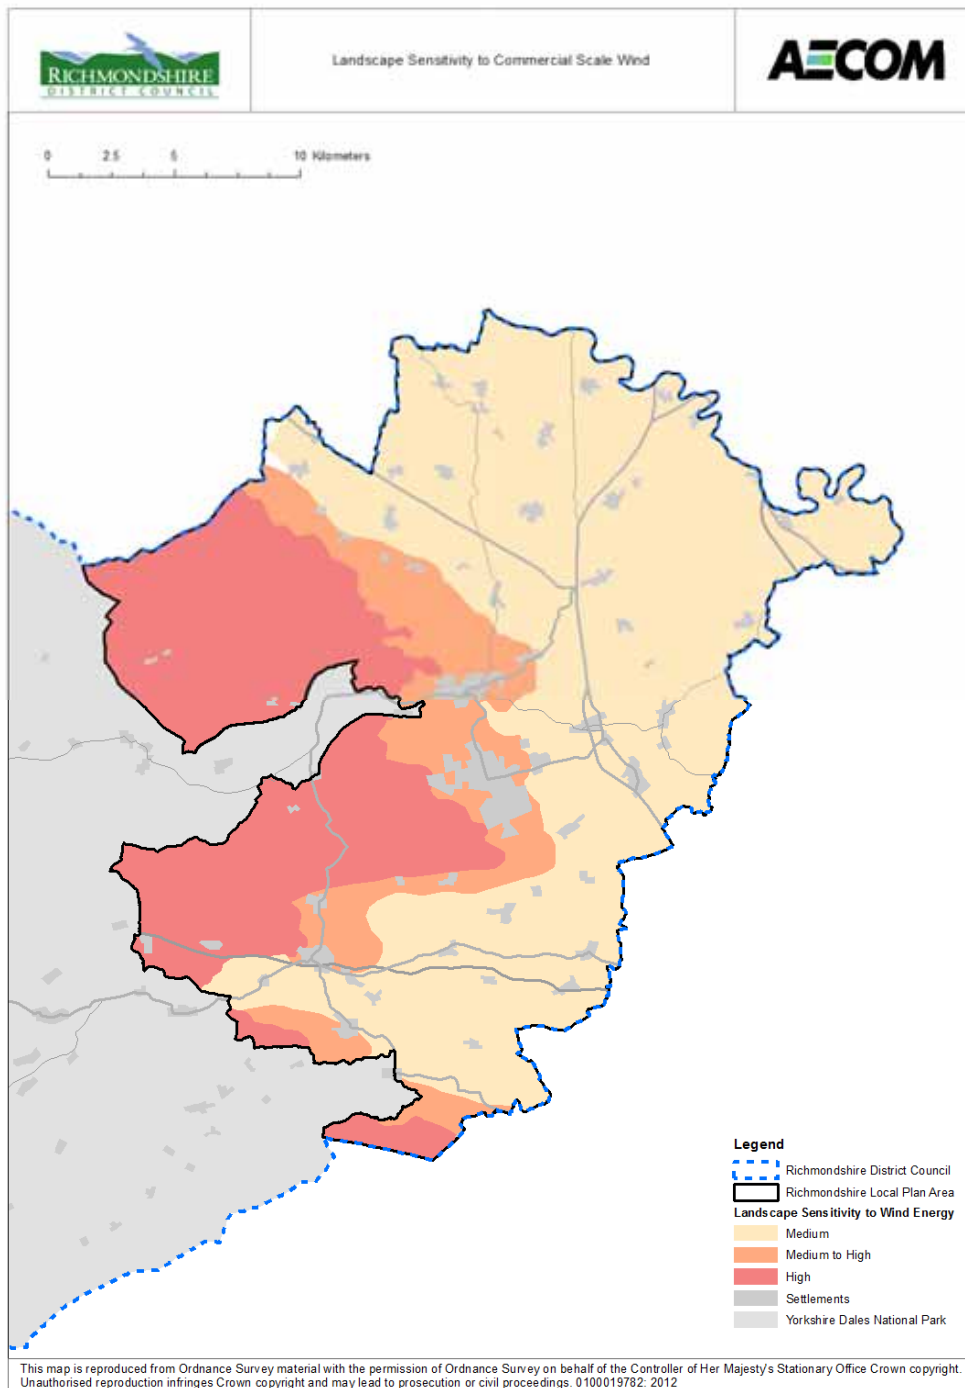 RICHMONDSHIRE
DISTRICT COUNCIL
Landscape Sensitivity to Commercial Scale Wind
AECOM
0 2.5 5 10 Kilometers
Legend
Richmondshire District Council
Richmondshire Local Plan Area
Landscape Sensitivity to Wind Energy
Medium
Medium to High
High
Settlements
Yorkshire Dales National Park
This map is reproduced from Ordnance Survey material with the permission of Ordnance Survey on behalf of the Controller of Her Majesty's Stationary Office Crown copyright.
Unauthorised reproduction infringes Crown copyright and may lead to prosecution or civil proceedings. 0100019782: 2012